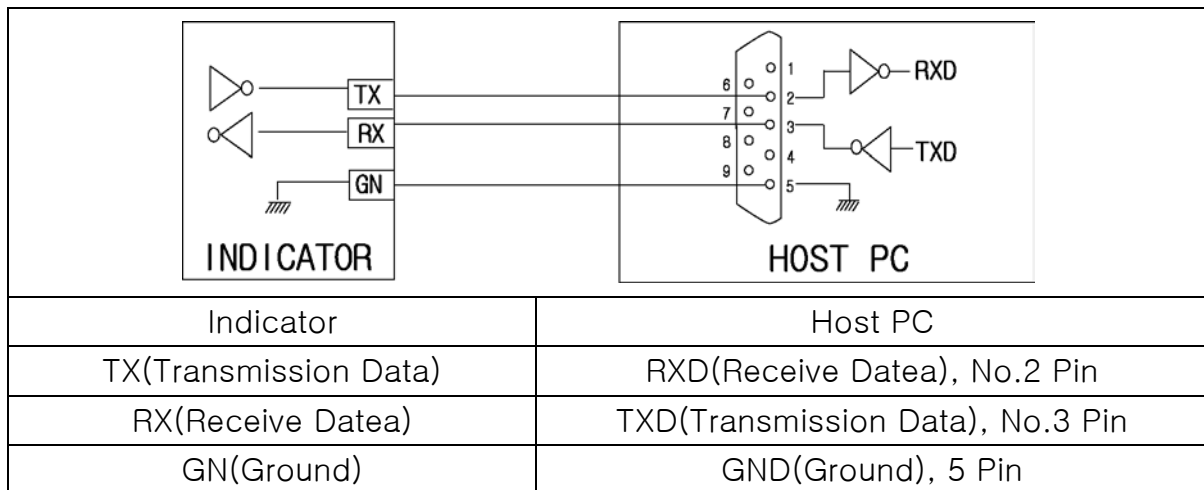 TX
RX
GN
INDICATOR
1
6
2
7
3
8
4
9
5
RXD
TXD
HOST PC
Indicator
Host PC
TX(Transmission Data)
RXD(Receive Datea), No.2 Pin
RX(Receive Datea)
TXD(Transmission Data), No.3 Pin
GN(Ground)
GND(Ground), 5 Pin